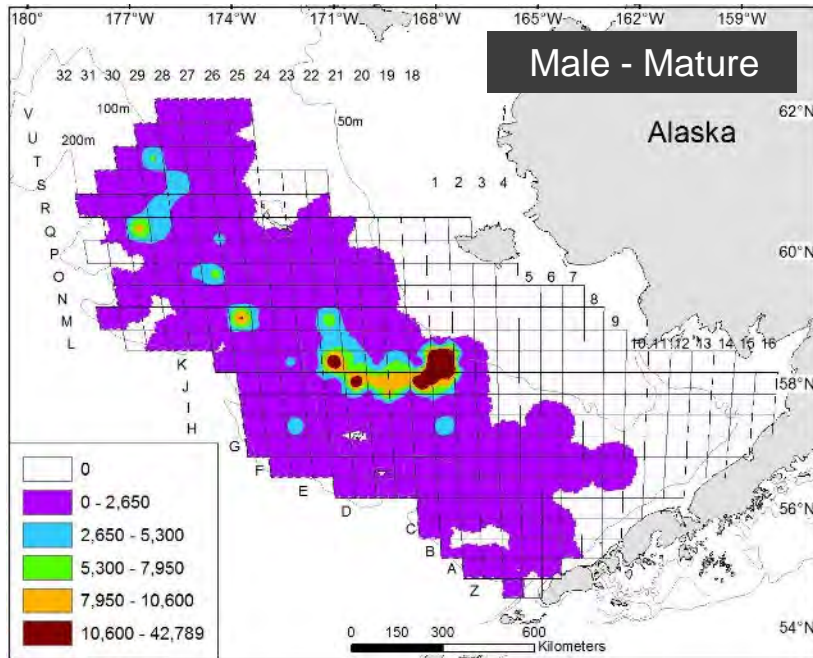 180° 177°W 174°W 171°W 168°W 165°W 162°W 159°W
Male - Mature
32 31 30 29 28 27 26 25 24 23 22 21 20 19 18
100m
50m
200m
62°N
Alaska
V
U
T
S
R
Q
P
O
N
M
L
1 2 3 4
60°N
5 6 7
8
9
10 11 12 13 14 15 16
58°N
K
J
I
H
G
F
E
D
C
B
A
Z
56°N
54°N
0
0 - 2,650
2,650 - 5,300
5,300 - 7,950
7,950 - 10,600
10,600 - 42,789
0 150 300 600
Kilometers